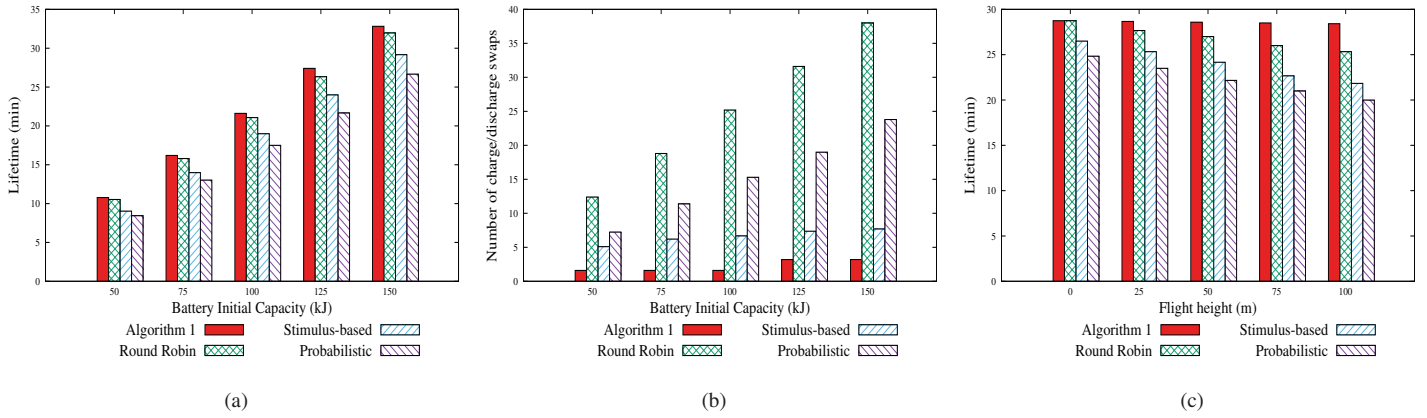 35
30
25
20
15
10
5
0
Lifetime (min)
50 75 100 125 150
Battery Initial Capacity (kJ)
Algorithm 1 Stimulus-based
Round Robin Probabilistic
(a)
40
35
30
25
20
15
10
5
0
Number of charge/discharge swaps
50 75 100 125 150
Battery Initial Capacity (kJ)
Algorithm 1 Stimulus-based
Round Robin Probabilistic
(b)
30
25
20
15
10
5
0
Lifetime (min)
0 25 50 75 100
Flight height (m)
Algorithm 1 Stimulus-based
Round Robin Probabilistic
(c)